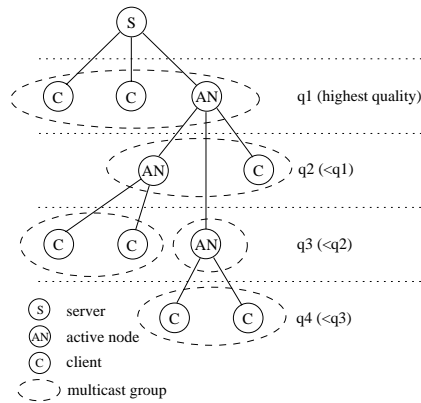 S
C
C
AN
q1 (highest quality)
AN
C
q2 (<q1)
C
C
AN
q3 (<q2)
C
C
q4 (<q3)
S server
AN active node
C client
multicast group